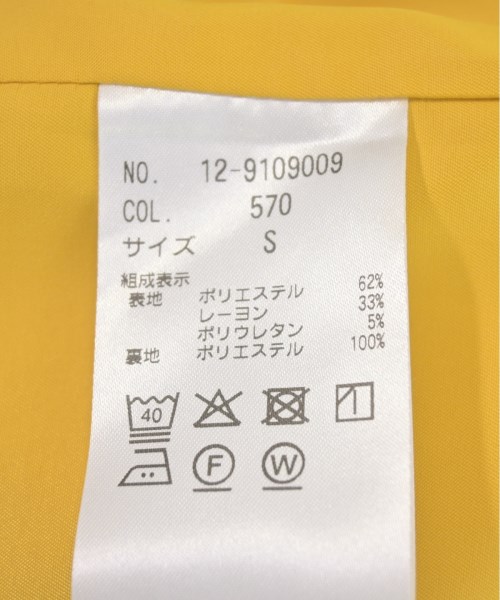 NO. 12-9109009
COL. 570
サイズ S
組成表示
表地 ポリエステル 62%
レーヨン 33%
ポリウレタン 5%
裏地 ポリエステル 100%
40
F W